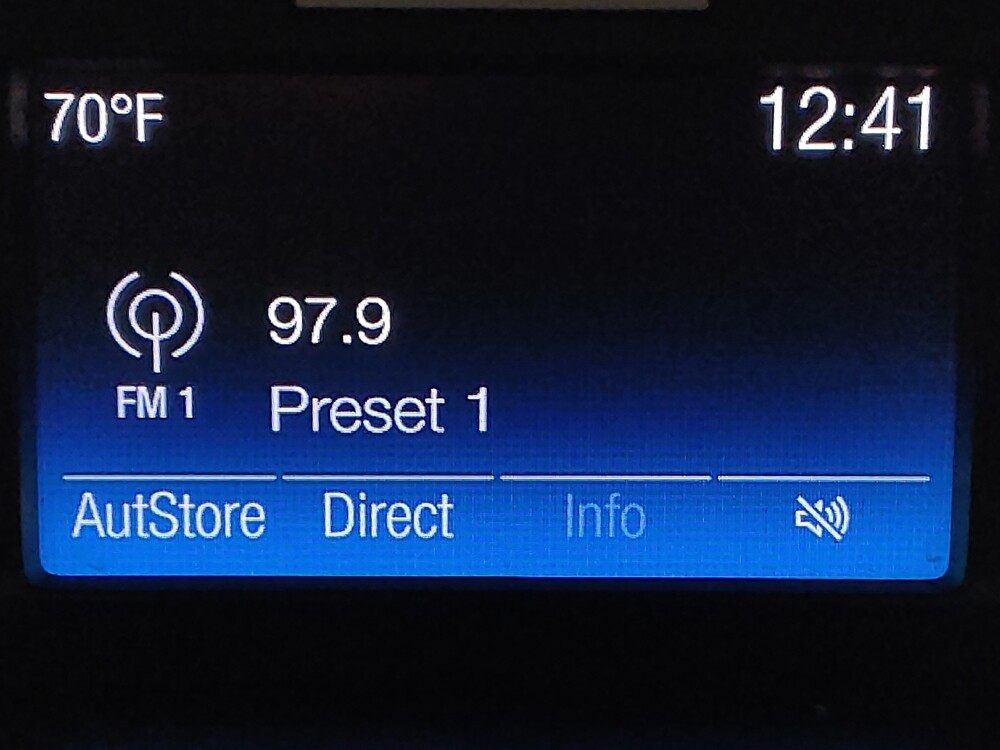 70°F 12:41
97.9
FM 1 Preset 1
AutStore Direct Info